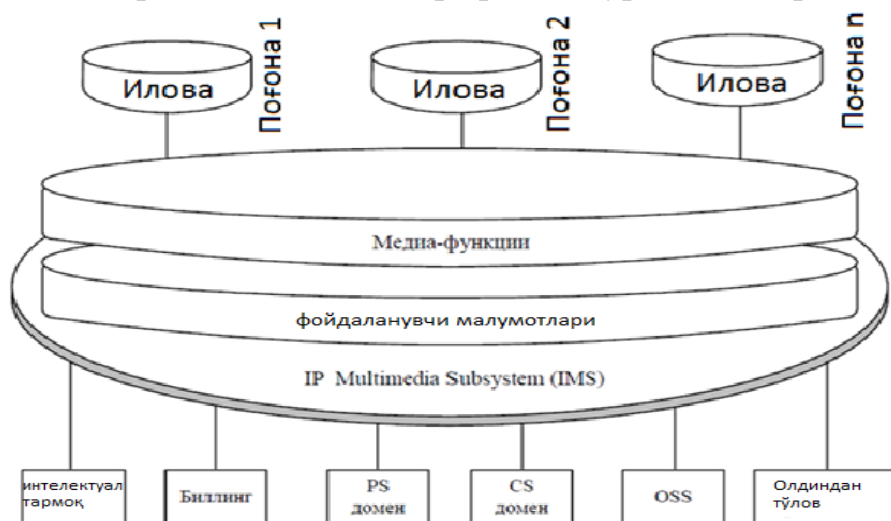 Илова
Поғона 1
Илова
Поғона 2
Илова
Поғона n
Медиа-функции
фойдаланувчи малумотлари
IP Multimedia Subsystem (IMS)
интелектуал
тармоқ
Биллинг
PS
домен
CS
домен
OSS
Олдиндан
тўлов